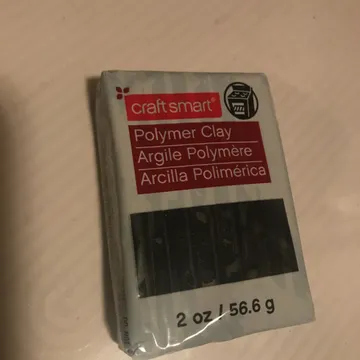 craft smart®
Polymer Clay
Argile Polymère
Arcilla Polimérica
2 oz / 56.6 g